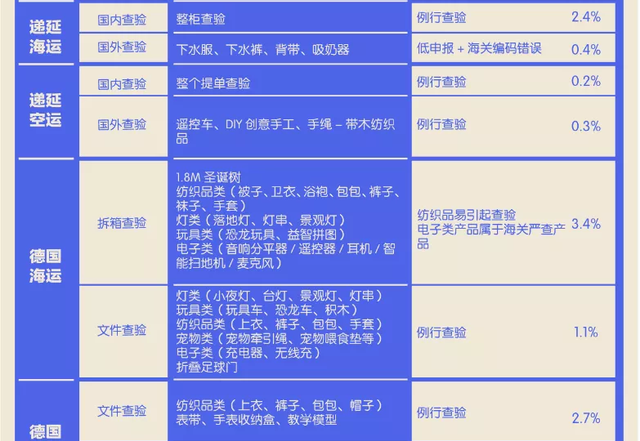 递延
海运
国内查验
整柜查验
例行查验
2.4%
国外查验
下水服、下水裤、背带、吸奶器
低申报 + 海关编码错误
0.4%
递延
空运
国内查验
整个提单查验
例行查验
0.2%
国外查验
遥控车、DIY 创意手工、手绳 – 带木纺织
品
例行查验
0.3%
德国
海运
拆箱查验
1.8M 圣诞树
纺织品类（被子、卫衣、浴袍、包包、裤子、
袜子、手套）
灯类（落地灯、灯串、景观灯）
玩具类（恐龙玩具、益智拼图）
电子类（音响分平器 / 遥控器 / 耳机 / 智
能扫地机 / 麦克风）
纺织品易引起查验
电子类产品属于海关严查产
品
3.4%
文件查验
灯类（小夜灯、台灯、景观灯、灯串）
玩具类（玩具车、恐龙车、积木）
纺织品类（上衣、裤子、包包、手套）
宠物类（宠物牵引绳、宠物喂食垫等）
电子类（充电器、无线充）
折叠足球门
例行查验
1.1%
德国
文件查验
纺织品类（上衣、裤子、包包、帽子）
表带、手表收纳盒、教学模型
例行查验
2.7%